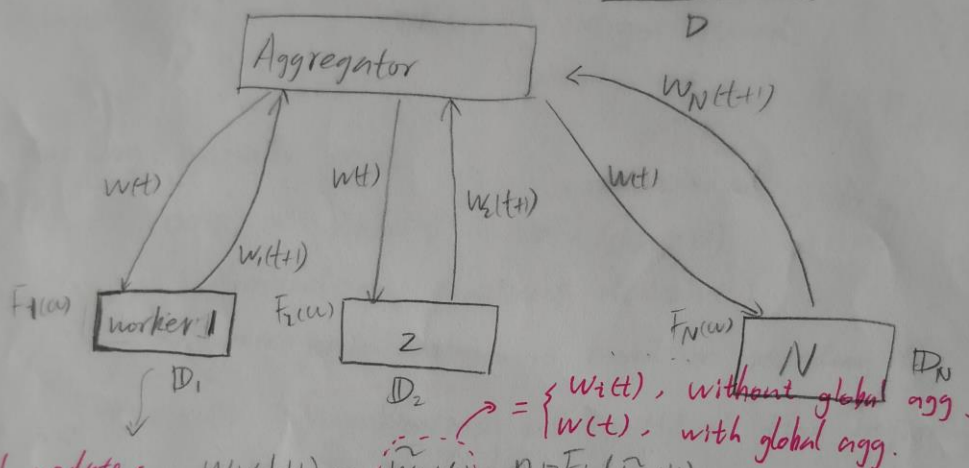 D
Aggregator
W_N(t+1)
W(t)
W(t)
W(t)
W_2(t+1)
W_1(t+1)
F_1(w)
worker 1
F_2(w)
2
F_N(w)
N
𝔻_1
𝔻_2
𝔻_N
= { W_i(t), without global agg.
W(t), with global agg.